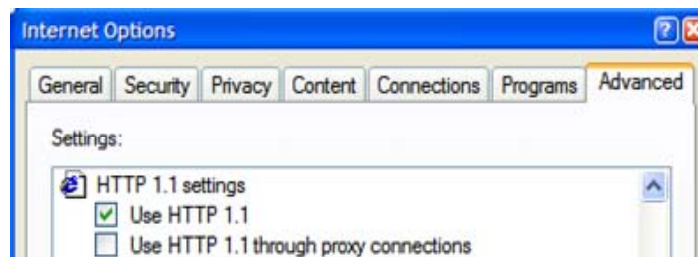 Internet Options
General Security Privacy Content Connections Programs Advanced
Settings:
HTTP 1.1 settings
Use HTTP 1.1
Use HTTP 1.1 through proxy connections